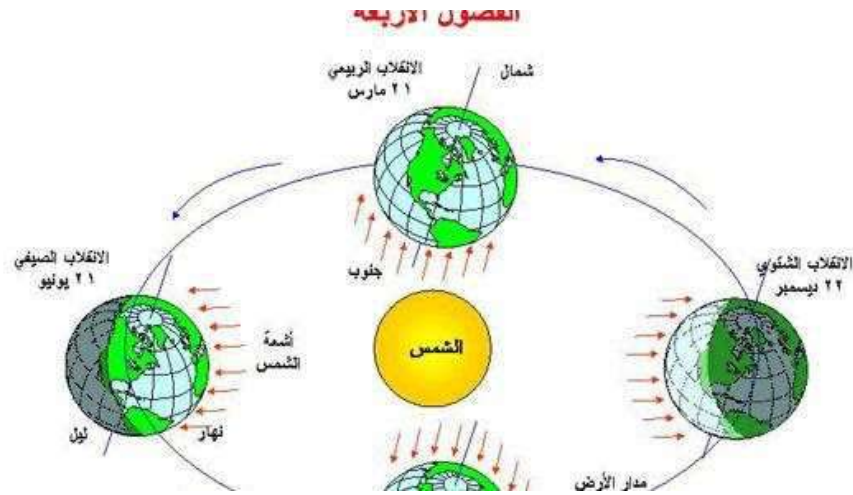 الفصول الأربعة
الانقلاب الربيعي
٢١ مارس
شمال
الانقلاب الصيفي
٢١ يونيو
جنوب
الانقلاب الشتوي
٢٢ ديسمبر
أشعة
الشمس
الشمس
نهار
ليل
مدار الأرض